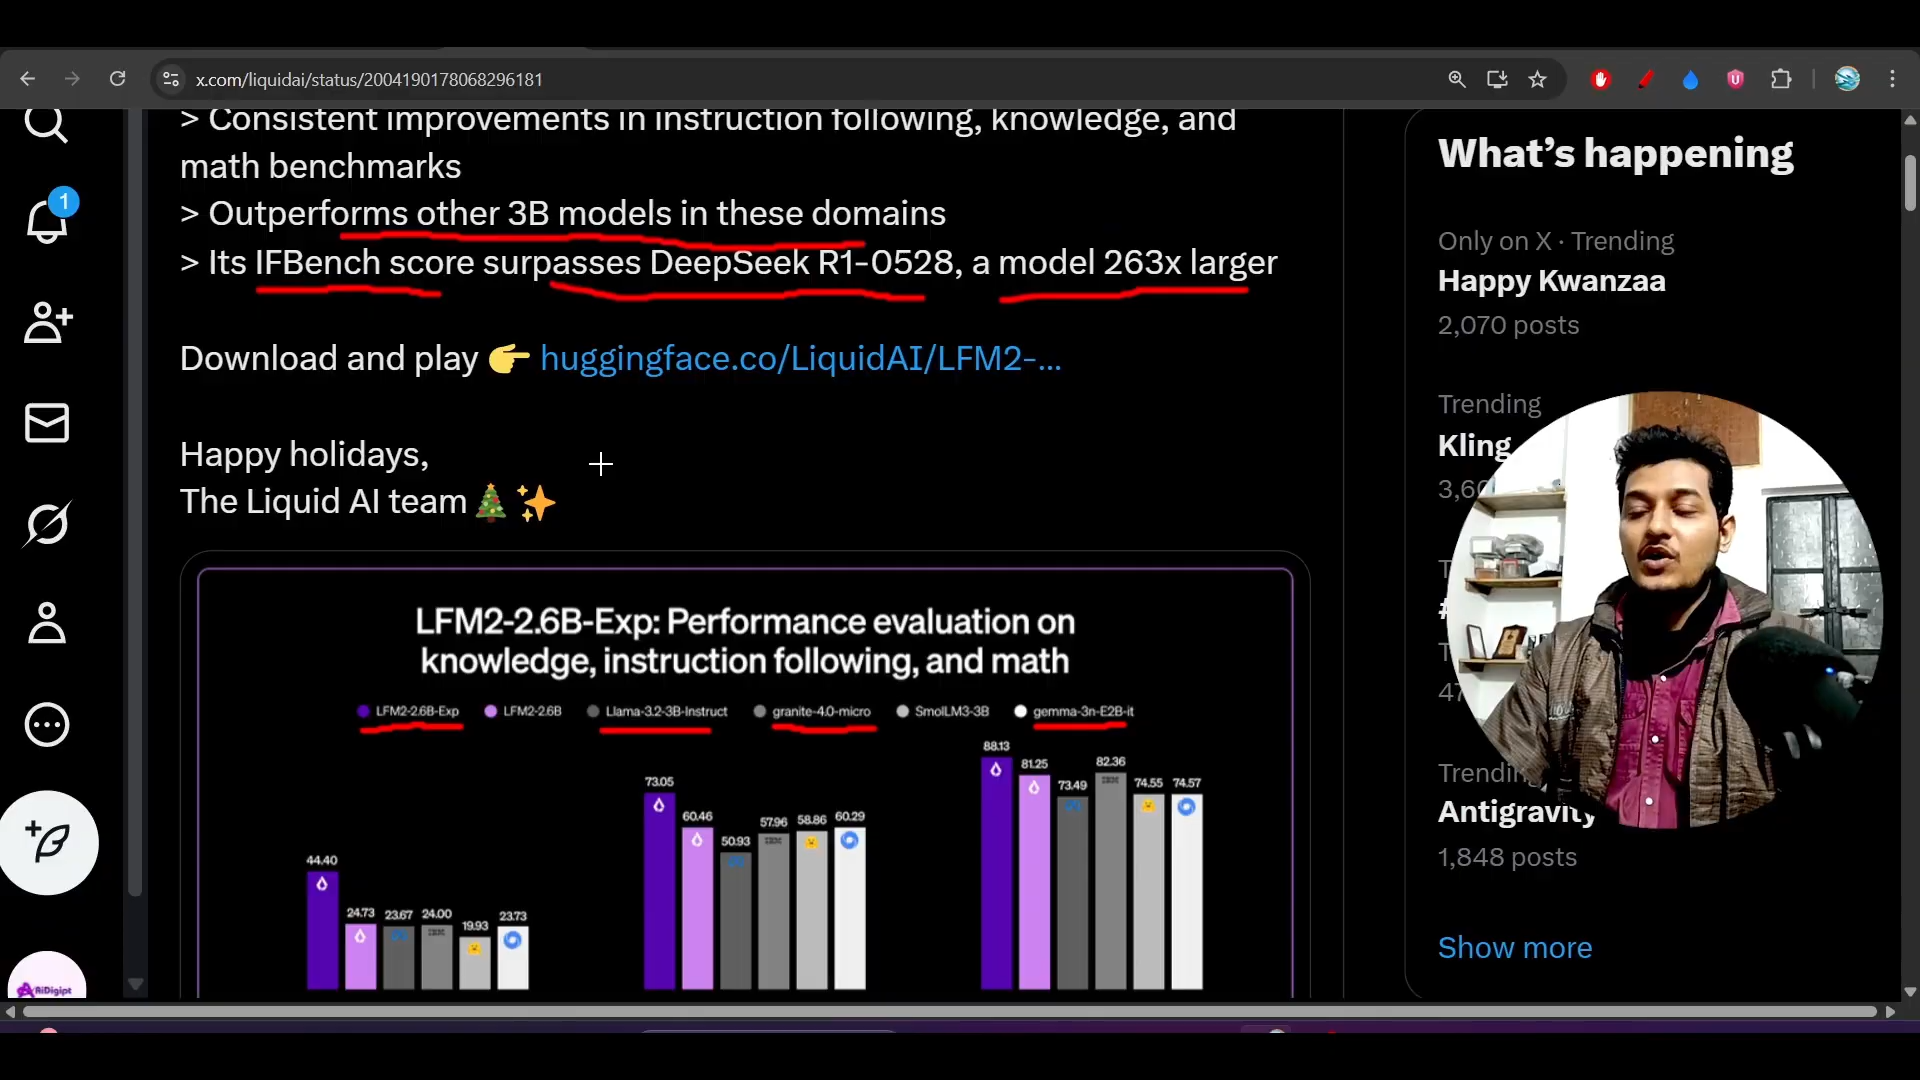 x.com/liquidai/status/2004190178068296181
> Consistent improvements in instruction following, knowledge, and
math benchmarks
> Outperforms other 3B models in these domains
> Its IFBench score surpasses DeepSeek R1-0528, a model 263x larger
Download and play 👉 huggingface.co/LiquidAI/LFM2-...
Happy holidays,
The Liquid AI team 🎄 ✨
LFM2-2.6B-Exp: Performance evaluation on
knowledge, instruction following, and math
LFM2-2.6B-Exp LFM2-2.6B Llama-3.2-3B-Instruct granite-4.0-micro SmolLM3-3B gemma-3n-E2B-it
44.40 24.73 23.67 24.00 19.93 23.73
73.05 60.46 50.93 57.96 58.86 60.29
88.13 81.25 73.49 82.36 74.55 74.57
1
AiDigipt
What's happening
Only on X · Trending
Happy Kwanzaa
2,070 posts
Trending
Kling
Trending
Antigravity
1,848 posts
Show more